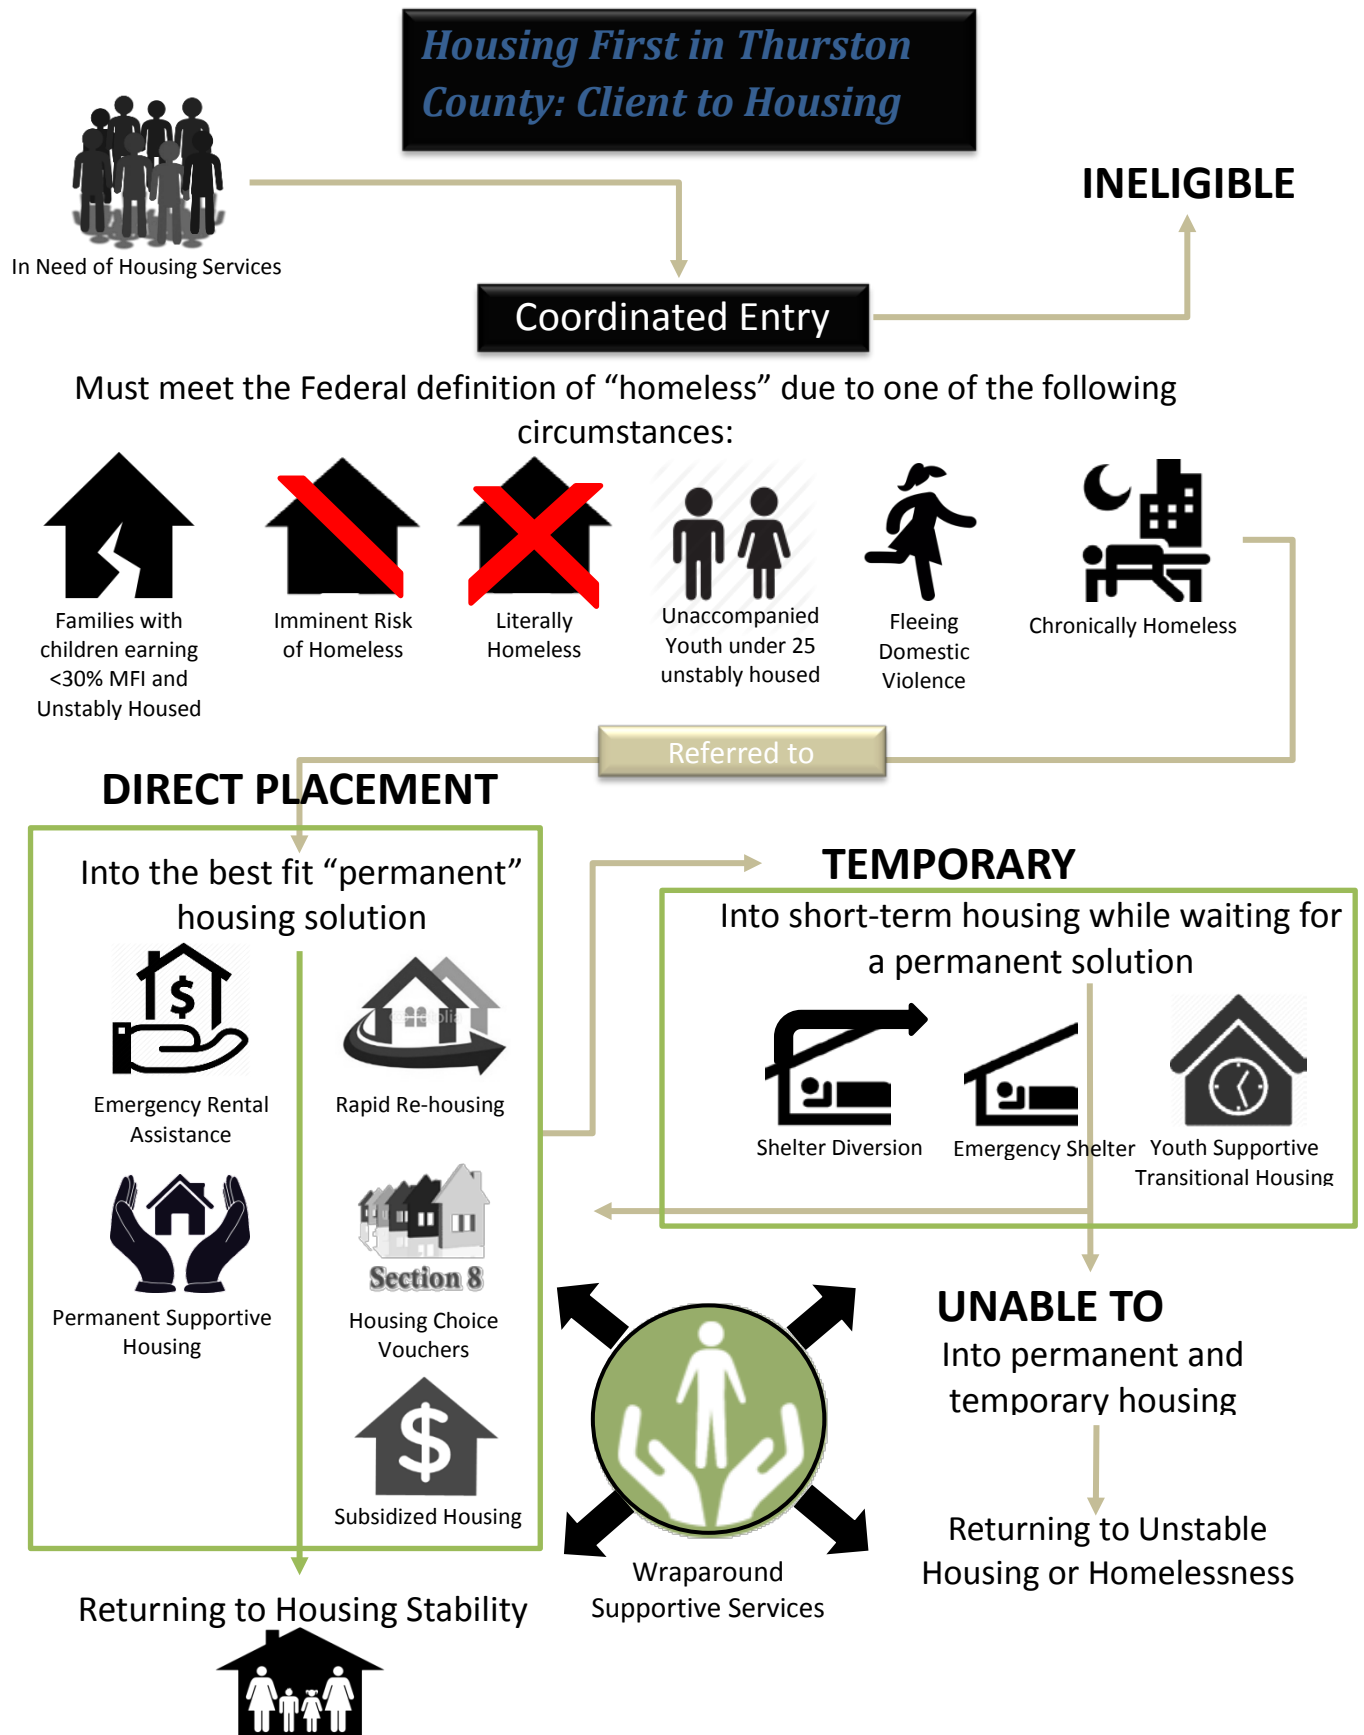 Housing First in Thurston
County: Client to Housing
INELIGIBLE
In Need of Housing Services
Coordinated Entry
Must meet the Federal definition of “homeless” due to one of the following
circumstances:
Families with
children earning
<30% MFI and
Unstably Housed
Imminent Risk
of Homeless
Literally
Homeless
Unaccompanied
Youth under 25
unstably housed
Fleeing
Domestic
Violence
Chronically Homeless
Referred to
DIRECT PLACEMENT
Into the best fit “permanent”
housing solution
$
Emergency Rental
Assistance
Rapid Re-housing
Permanent Supportive
Housing
Section 8
Housing Choice
Vouchers
$
Subsidized Housing
TEMPORARY
Into short-term housing while waiting for
a permanent solution
Shelter Diversion
Emergency Shelter
Youth Supportive
Transitional Housing
UNABLE TO
Into permanent and
temporary housing
Returning to Unstable
Housing or Homelessness
Wraparound
Supportive Services
Returning to Housing Stability